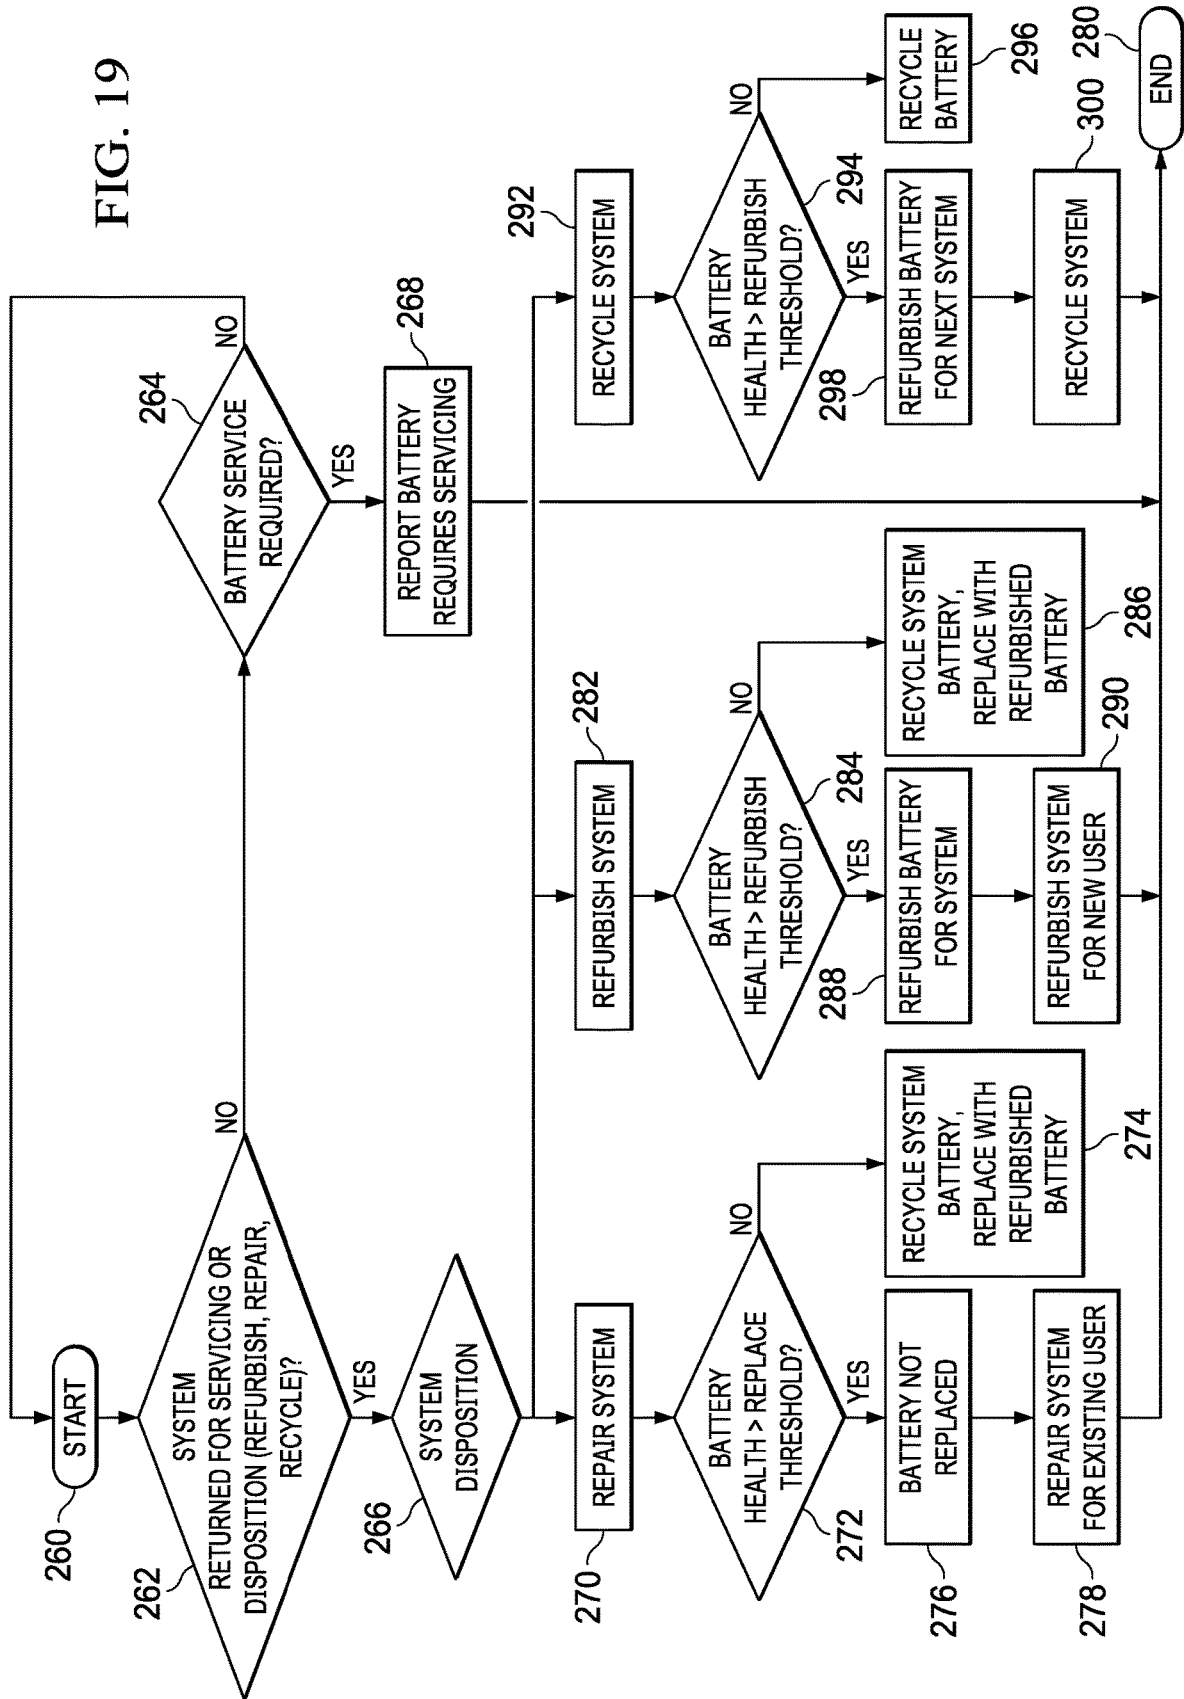 FIG. 19
START
260
SYSTEM
RETURNED FOR SERVICING OR
DISPOSITION (REFURBISH, REPAIR,
RECYCLE)?
262
NO
YES
BATTERY SERVICE
REQUIRED?
264
NO
YES
SYSTEM
DISPOSITION
266
REPORT BATTERY
REQUIRES SERVICING
268
REPAIR SYSTEM
270
REFURBISH SYSTEM
282
RECYCLE SYSTEM
292
BATTERY
HEALTH > REPLACE
THRESHOLD?
272
NO
YES
BATTERY
HEALTH > REFURBISH
THRESHOLD?
284
NO
YES
BATTERY
HEALTH > REFURBISH
THRESHOLD?
294
NO
YES
BATTERY NOT
REPLACED
276
RECYCLE SYSTEM
BATTERY,
REPLACE WITH
REFURBISHED
BATTERY
274
REFURBISH BATTERY
FOR SYSTEM
288
RECYCLE SYSTEM
BATTERY,
REPLACE WITH
REFURBISHED
BATTERY
286
REFURBISH BATTERY
FOR NEXT SYSTEM
298
RECYCLE
BATTERY
296
REPAIR SYSTEM
FOR EXISTING USER
278
REFURBISH SYSTEM
FOR NEW USER
290
RECYCLE SYSTEM
300
END
280